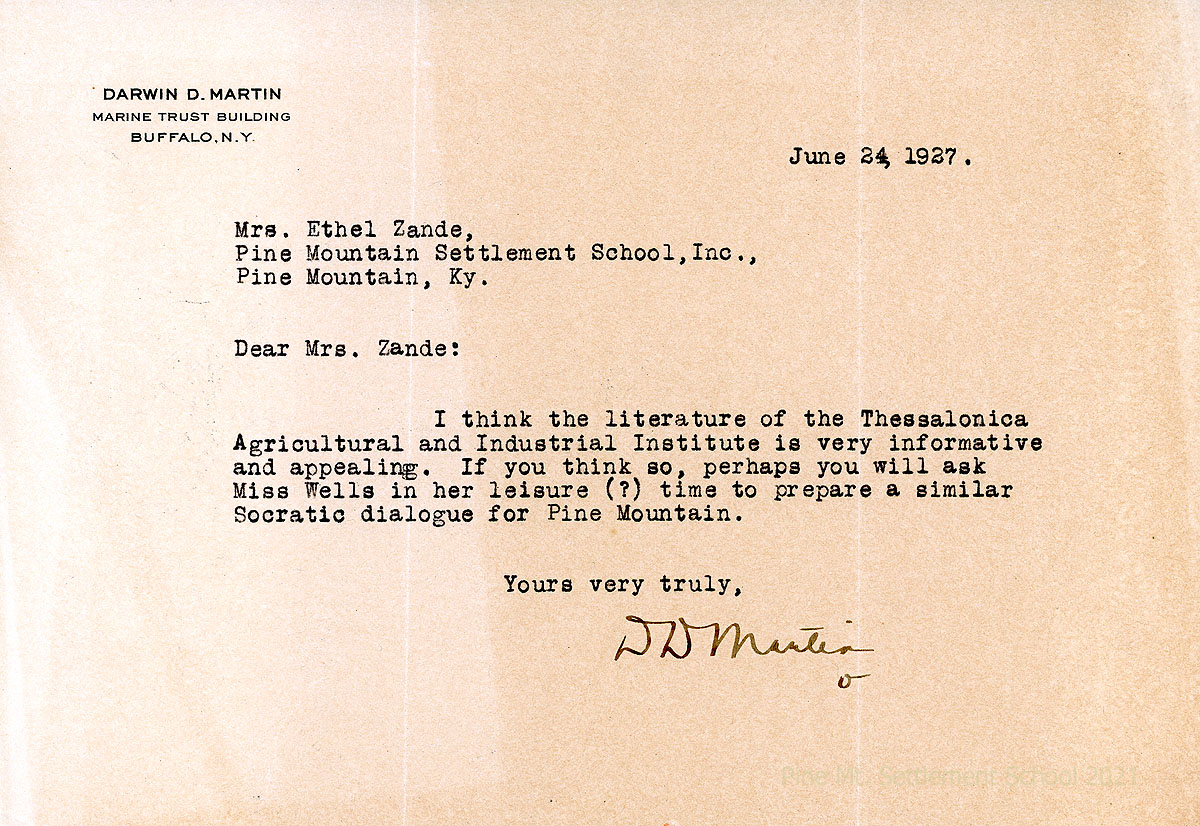 DARWIN D. MARTIN
MARINE TRUST BUILDING
BUFFALO, N.Y.
June 24, 1927.
Mrs. Ethel Zande,
Pine Mountain Settlement School,Inc.,
Pine Mountain, Ky.
Dear Mrs. Zande:
I think the literature of the Thessalonica
Agricultural and Industrial Institute is very informative
and appealing. If you think so, perhaps you will ask
Miss Wells in her leisure (?) time to prepare a similar
Socratic dialogue for Pine Mountain.
Yours very truly,
D D Martin
Pine Mt. Settlement School 2021